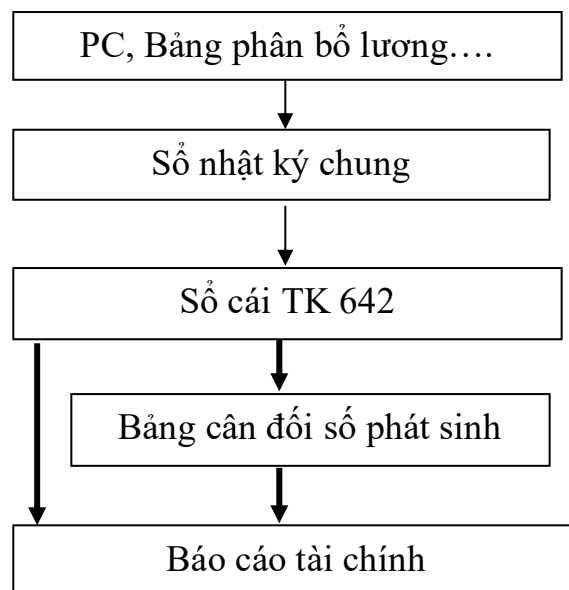 PC, Bảng phân bổ lương….
Sổ nhật ký chung
Sổ cái TK 642
Bảng cân đối số phát sinh
Báo cáo tài chính